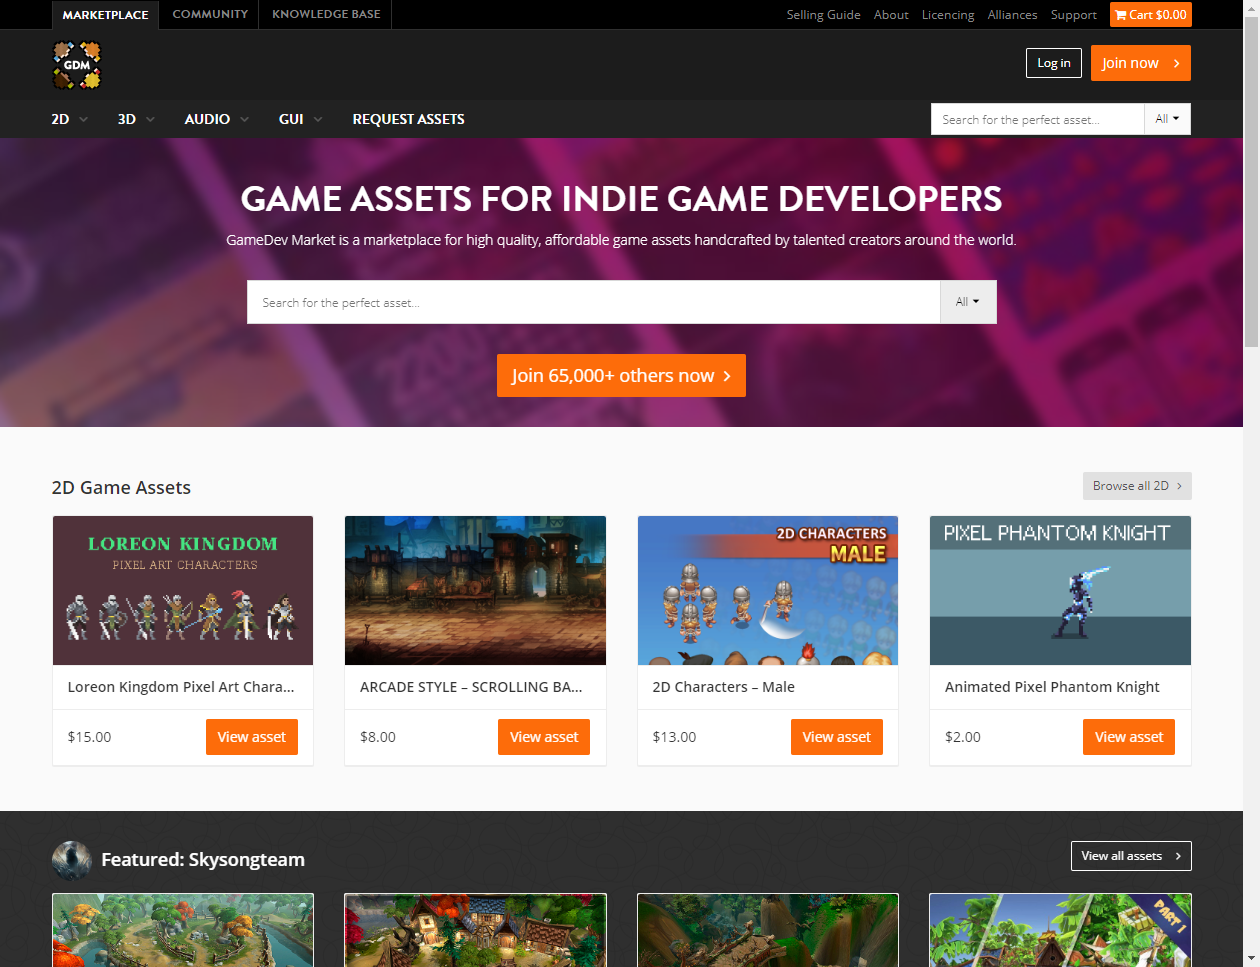 MARKETPLACE
COMMUNITY
KNOWLEDGE BASE
Selling Guide
About
Licencing
Alliances
Support
Cart $0.00
GDM
Log in
Join now
2D
3D
AUDIO
GUI
REQUEST ASSETS
Search for the perfect asset...
All
GAME ASSETS FOR INDIE GAME DEVELOPERS
GameDev Market is a marketplace for high quality, affordable game assets handcrafted by talented creators around the world.
Search for the perfect asset...
All
Join 65,000+ others now
2D Game Assets
Browse all 2D
LOREON KINGDOM
PIXEL ART CHARACTERS
2D CHARACTERS
MALE
PIXEL PHANTOM KNIGHT
Loreon Kingdom Pixel Art Chara...
ARCADE STYLE – SCROLLING BA...
2D Characters – Male
Animated Pixel Phantom Knight
$15.00
View asset
$8.00
View asset
$13.00
View asset
$2.00
View asset
Featured: Skysongteam
View all assets
PART 1